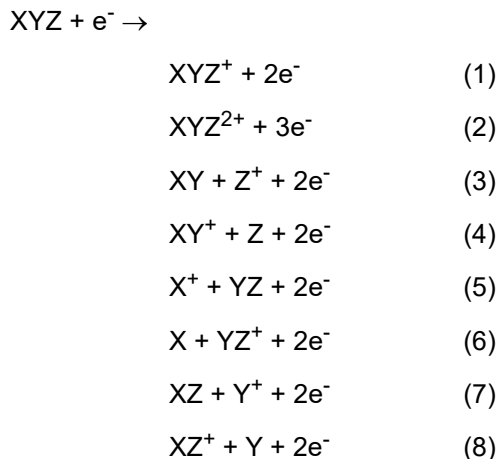 XYZ + e⁻ →
XYZ⁺ + 2e⁻ (1)
XYZ²⁺ + 3e⁻ (2)
XY + Z⁺ + 2e⁻ (3)
XY⁺ + Z + 2e⁻ (4)
X⁺ + YZ + 2e⁻ (5)
X + YZ⁺ + 2e⁻ (6)
XZ + Y⁺ + 2e⁻ (7)
XZ⁺ + Y + 2e⁻ (8)